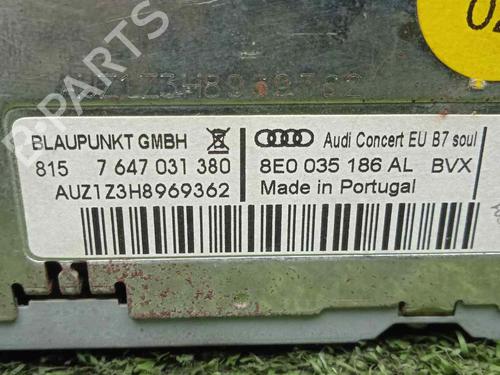 AUZ1Z3H8969362
BLAUPUNKT GMBH
Audi Concert EU B7 soul
815 7 647 031 380
8E0 035 186 AL BVX
AUZ1Z3H8969362
Made in Portugal